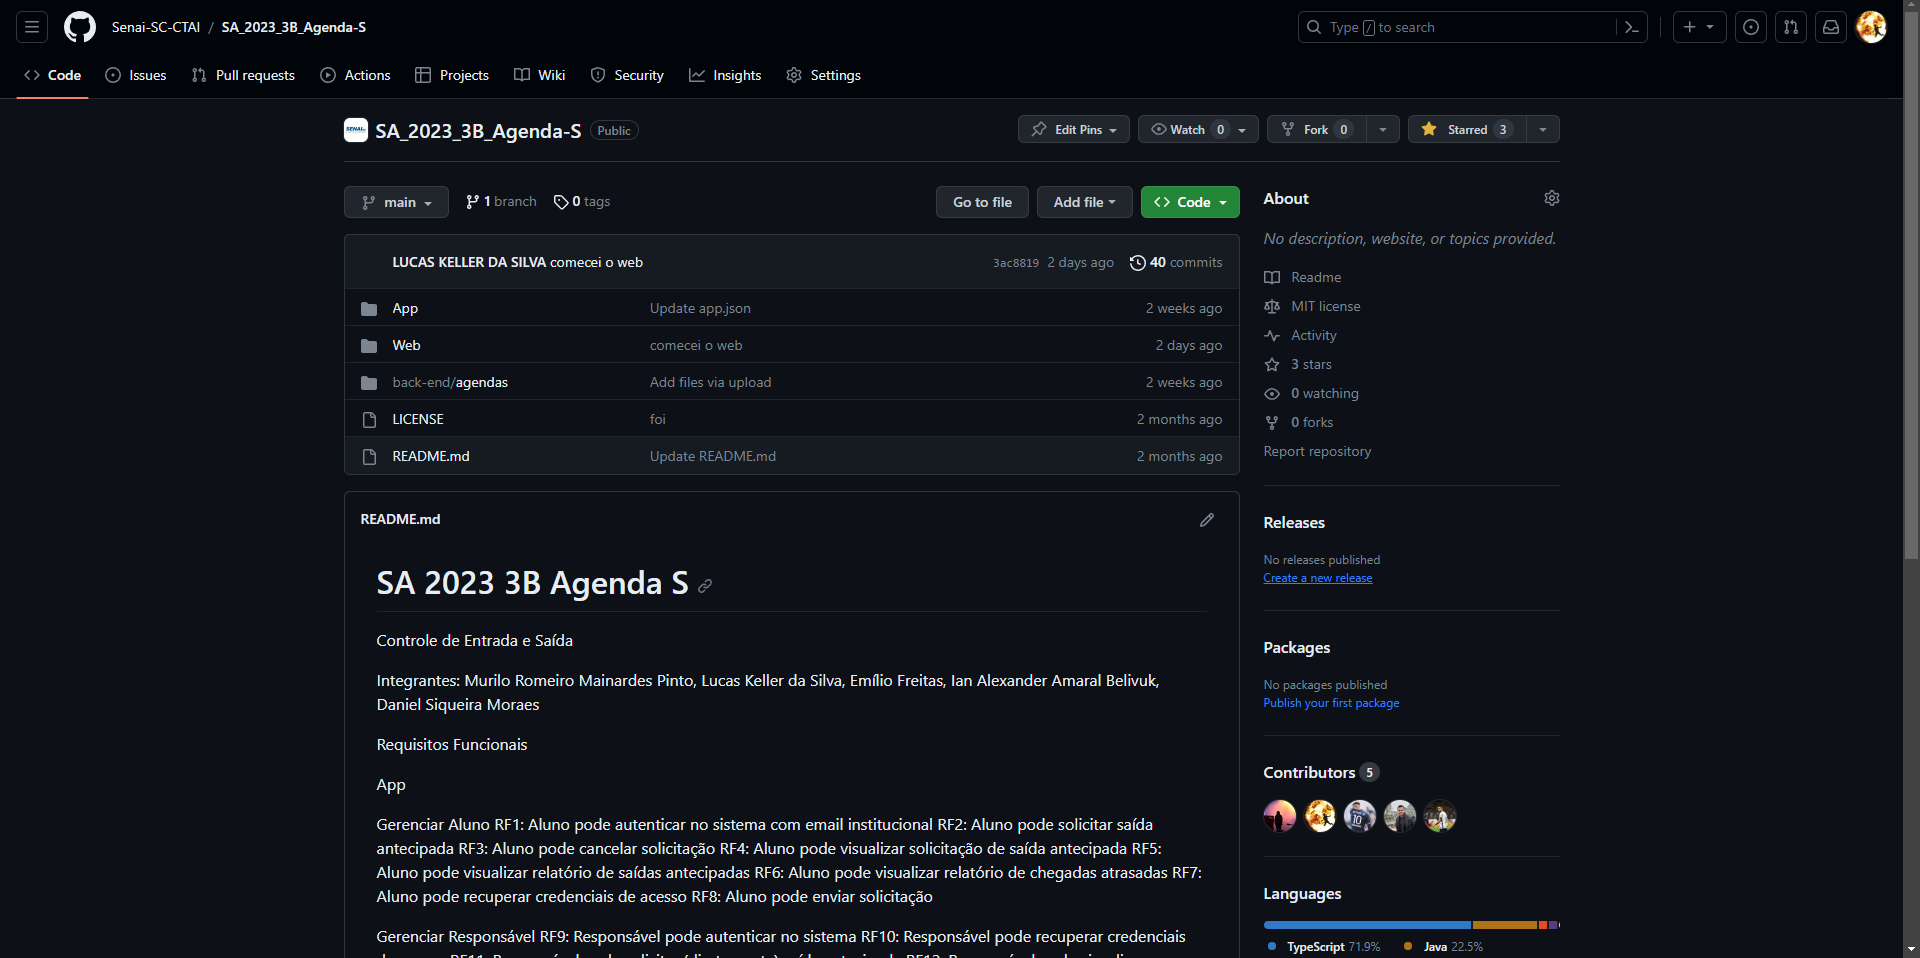 Senai-SC-CTAI / SA_2023_3B_Agenda-S
Type / to search
Code Issues Pull requests Actions Projects Wiki Security Insights Settings
SENAI SA_2023_3B_Agenda-S Public
Edit Pins Watch 0 Fork 0 Starred 3
main 1 branch 0 tags Go to file Add file Code
LUCAS KELLER DA SILVA comecei o web 3ac8819 2 days ago 40 commits
App Update app.json 2 weeks ago
Web comecei o web 2 days ago
back-end/agendas Add files via upload 2 weeks ago
LICENSE foi 2 months ago
README.md Update README.md 2 months ago
README.md
SA 2023 3B Agenda S
Controle de Entrada e Saída
Integrantes: Murilo Romeiro Mainardes Pinto, Lucas Keller da Silva, Emílio Freitas, Ian Alexander Amaral Belivuk,
Daniel Siqueira Moraes
Requisitos Funcionais
App
Gerenciar Aluno RF1: Aluno pode autenticar no sistema com email institucional RF2: Aluno pode solicitar saída
antecipada RF3: Aluno pode cancelar solicitação RF4: Aluno pode visualizar solicitação de saída antecipada RF5:
Aluno pode visualizar relatório de saídas antecipadas RF6: Aluno pode visualizar relatório de chegadas atrasadas RF7:
Aluno pode recuperar credenciais de acesso RF8: Aluno pode enviar solicitação
Gerenciar Responsável RF9: Responsável pode autenticar no sistema RF10: Responsável pode recuperar credenciais
About
No description, website, or topics provided.
Readme
MIT license
Activity
3 stars
0 watching
0 forks
Report repository
Releases
No releases published
Create a new release
Packages
No packages published
Publish your first package
Contributors 5
Languages
TypeScript 71.9% Java 22.5%